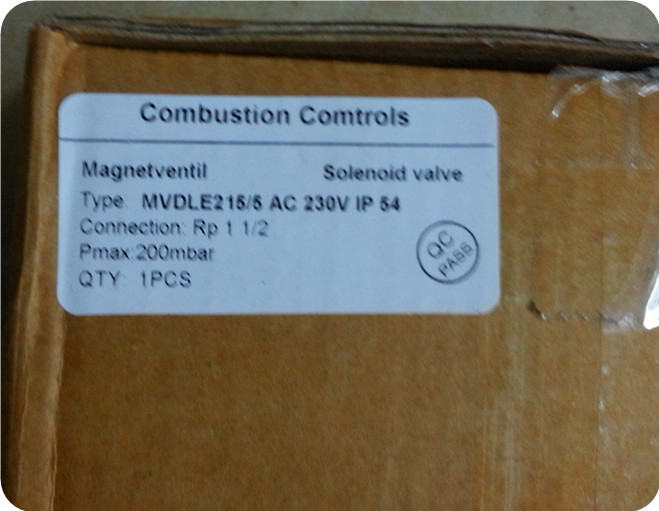 Combustion Comtrols
Magnetventil Solenoid valve
Type: MVDLE215/5 AC 230V IP 54
Connection: Rp 1 1/2
Pmax:200mbar
QTY: 1PCS
QC
PASS